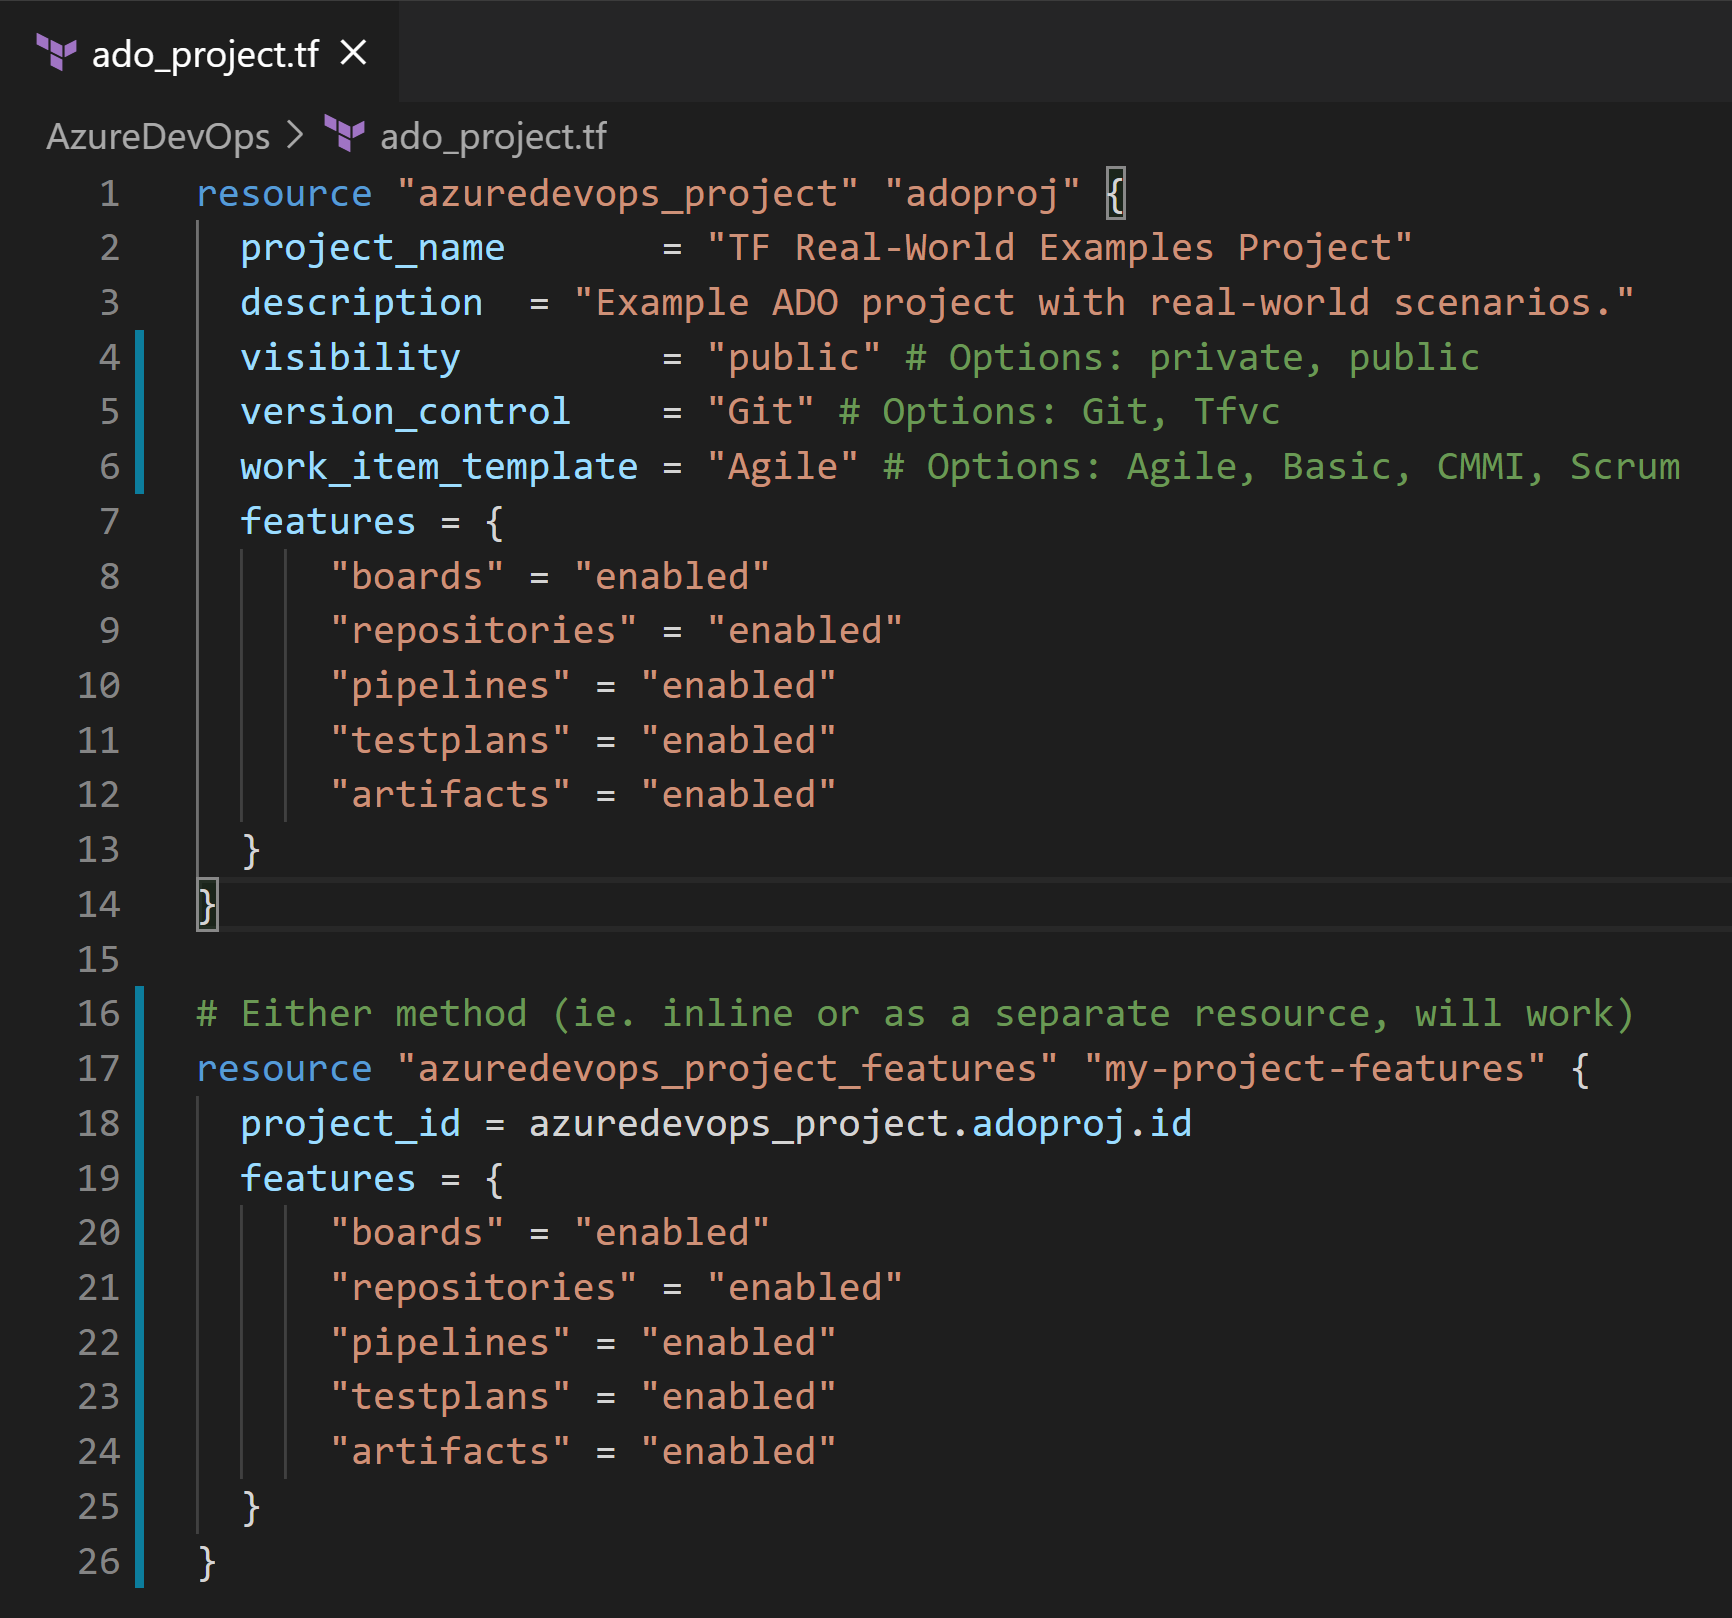 ado_project.tf ×
AzureDevOps > ado_project.tf
1 resource "azuredevops_project" "adoproj" {
2   project_name       = "TF Real-World Examples Project"
3   description  = "Example ADO project with real-world scenarios."
4   visibility         = "public" # Options: private, public
5   version_control    = "Git" # Options: Git, Tfvc
6   work_item_template = "Agile" # Options: Agile, Basic, CMMI, Scrum
7   features = {
8       "boards" = "enabled"
9       "repositories" = "enabled"
10       "pipelines" = "enabled"
11       "testplans" = "enabled"
12       "artifacts" = "enabled"
13   }
14 }
15
16 # Either method (ie. inline or as a separate resource, will work)
17 resource "azuredevops_project_features" "my-project-features" {
18   project_id = azuredevops_project.adoproj.id
19   features = {
20       "boards" = "enabled"
21       "repositories" = "enabled"
22       "pipelines" = "enabled"
23       "testplans" = "enabled"
24       "artifacts" = "enabled"
25   }
26 }